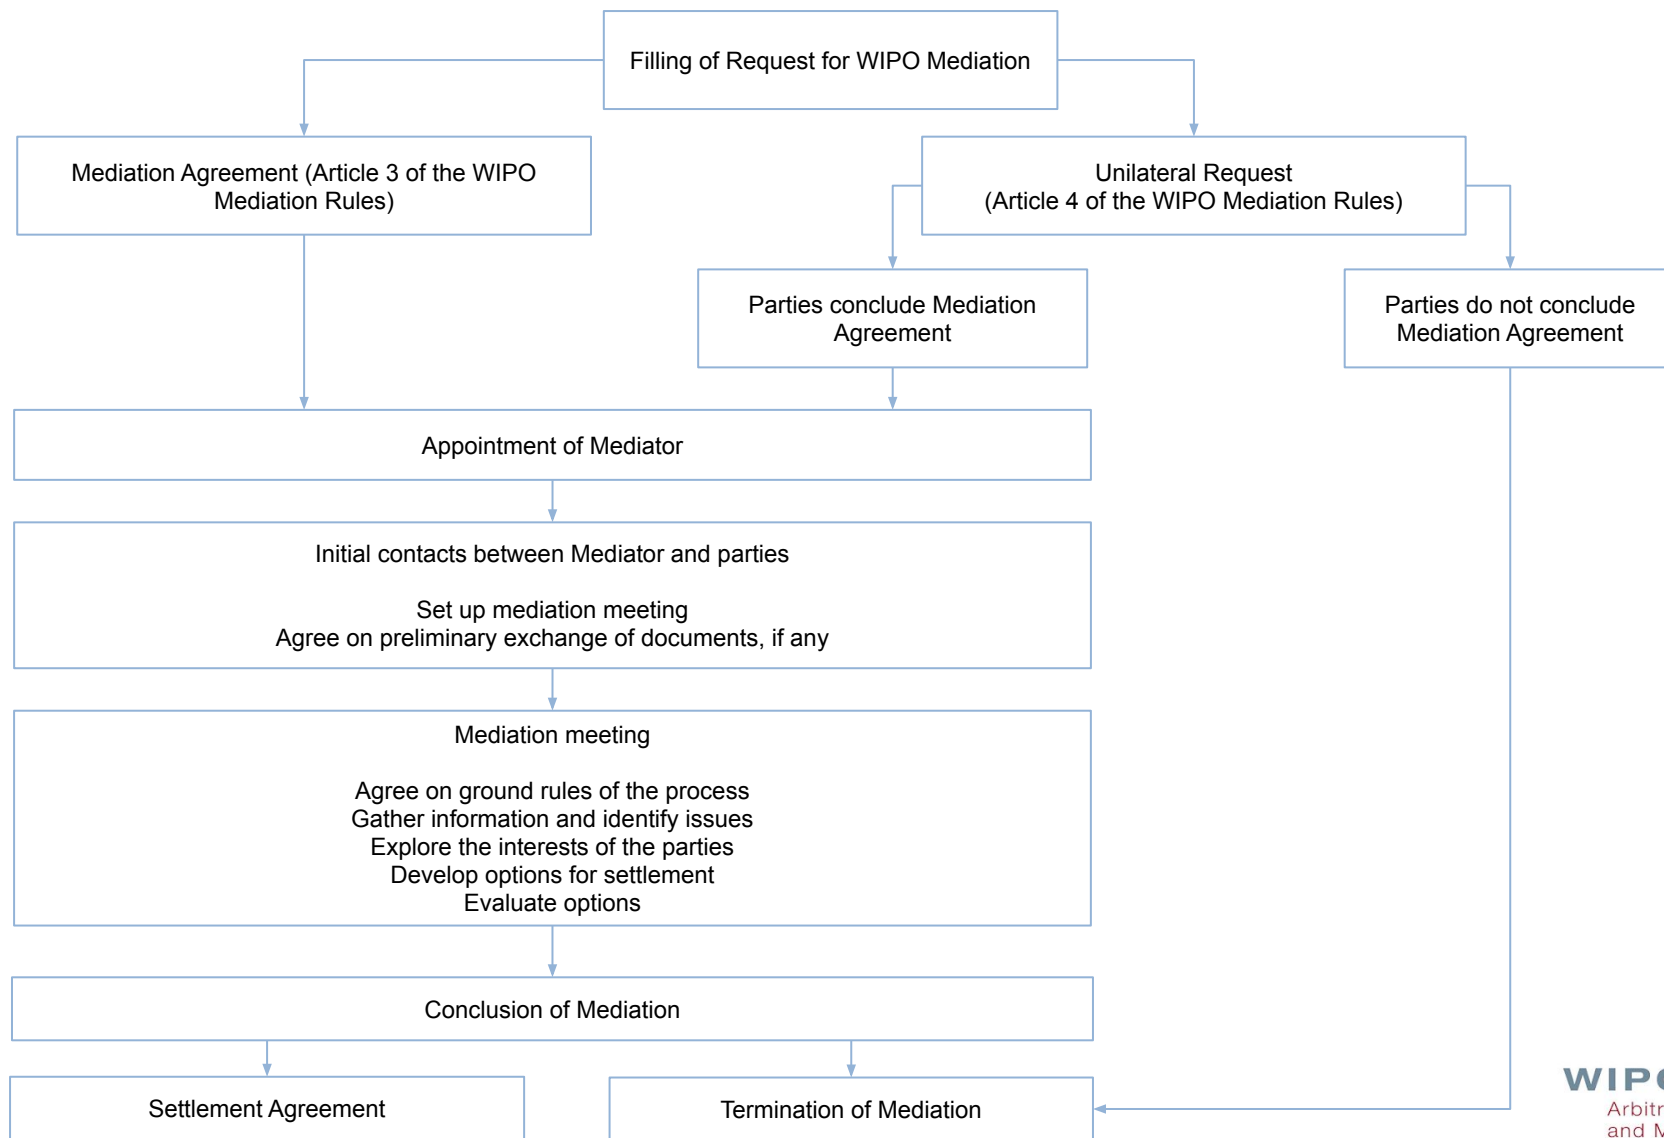 Filling of Request for WIPO Mediation
Mediation Agreement (Article 3 of the WIPO
Mediation Rules)
Unilateral Request
(Article 4 of the WIPO Mediation Rules)
Parties conclude Mediation
Agreement
Parties do not conclude
Mediation Agreement
Appointment of Mediator
Initial contacts between Mediator and parties
Set up mediation meeting
Agree on preliminary exchange of documents, if any
Mediation meeting
Agree on ground rules of the process
Gather information and identify issues
Explore the interests of the parties
Develop options for settlement
Evaluate options
Conclusion of Mediation
Settlement Agreement
Termination of Mediation
WIPO
Arbitr
and M